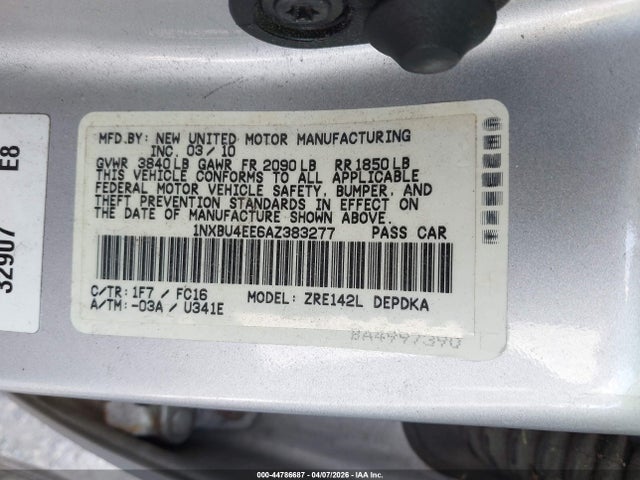 MFD.BY: NEW UNITED MOTOR MANUFACTURING
INC. 03/10
GVWR 3840LB GAWR FR 2090LB RR1850LB
THIS VEHICLE CONFORMS TO ALL APPLICABLE
FEDERAL MOTOR VEHICLE SAFETY, BUMPER, AND
THEFT PREVENTION STANDARDS IN EFFECT ON
THE DATE OF MANUFACTURE SHOWN ABOVE.
1NXBU4EE6AZ383277 PASS CAR
C/TR: 1F7 / FC16 MODEL: ZRE142L DEPDKA
A/TM: -03A / U341E
BA4997390
32907 E8
000-44786687 - 04/07/2026 - IAA Inc.